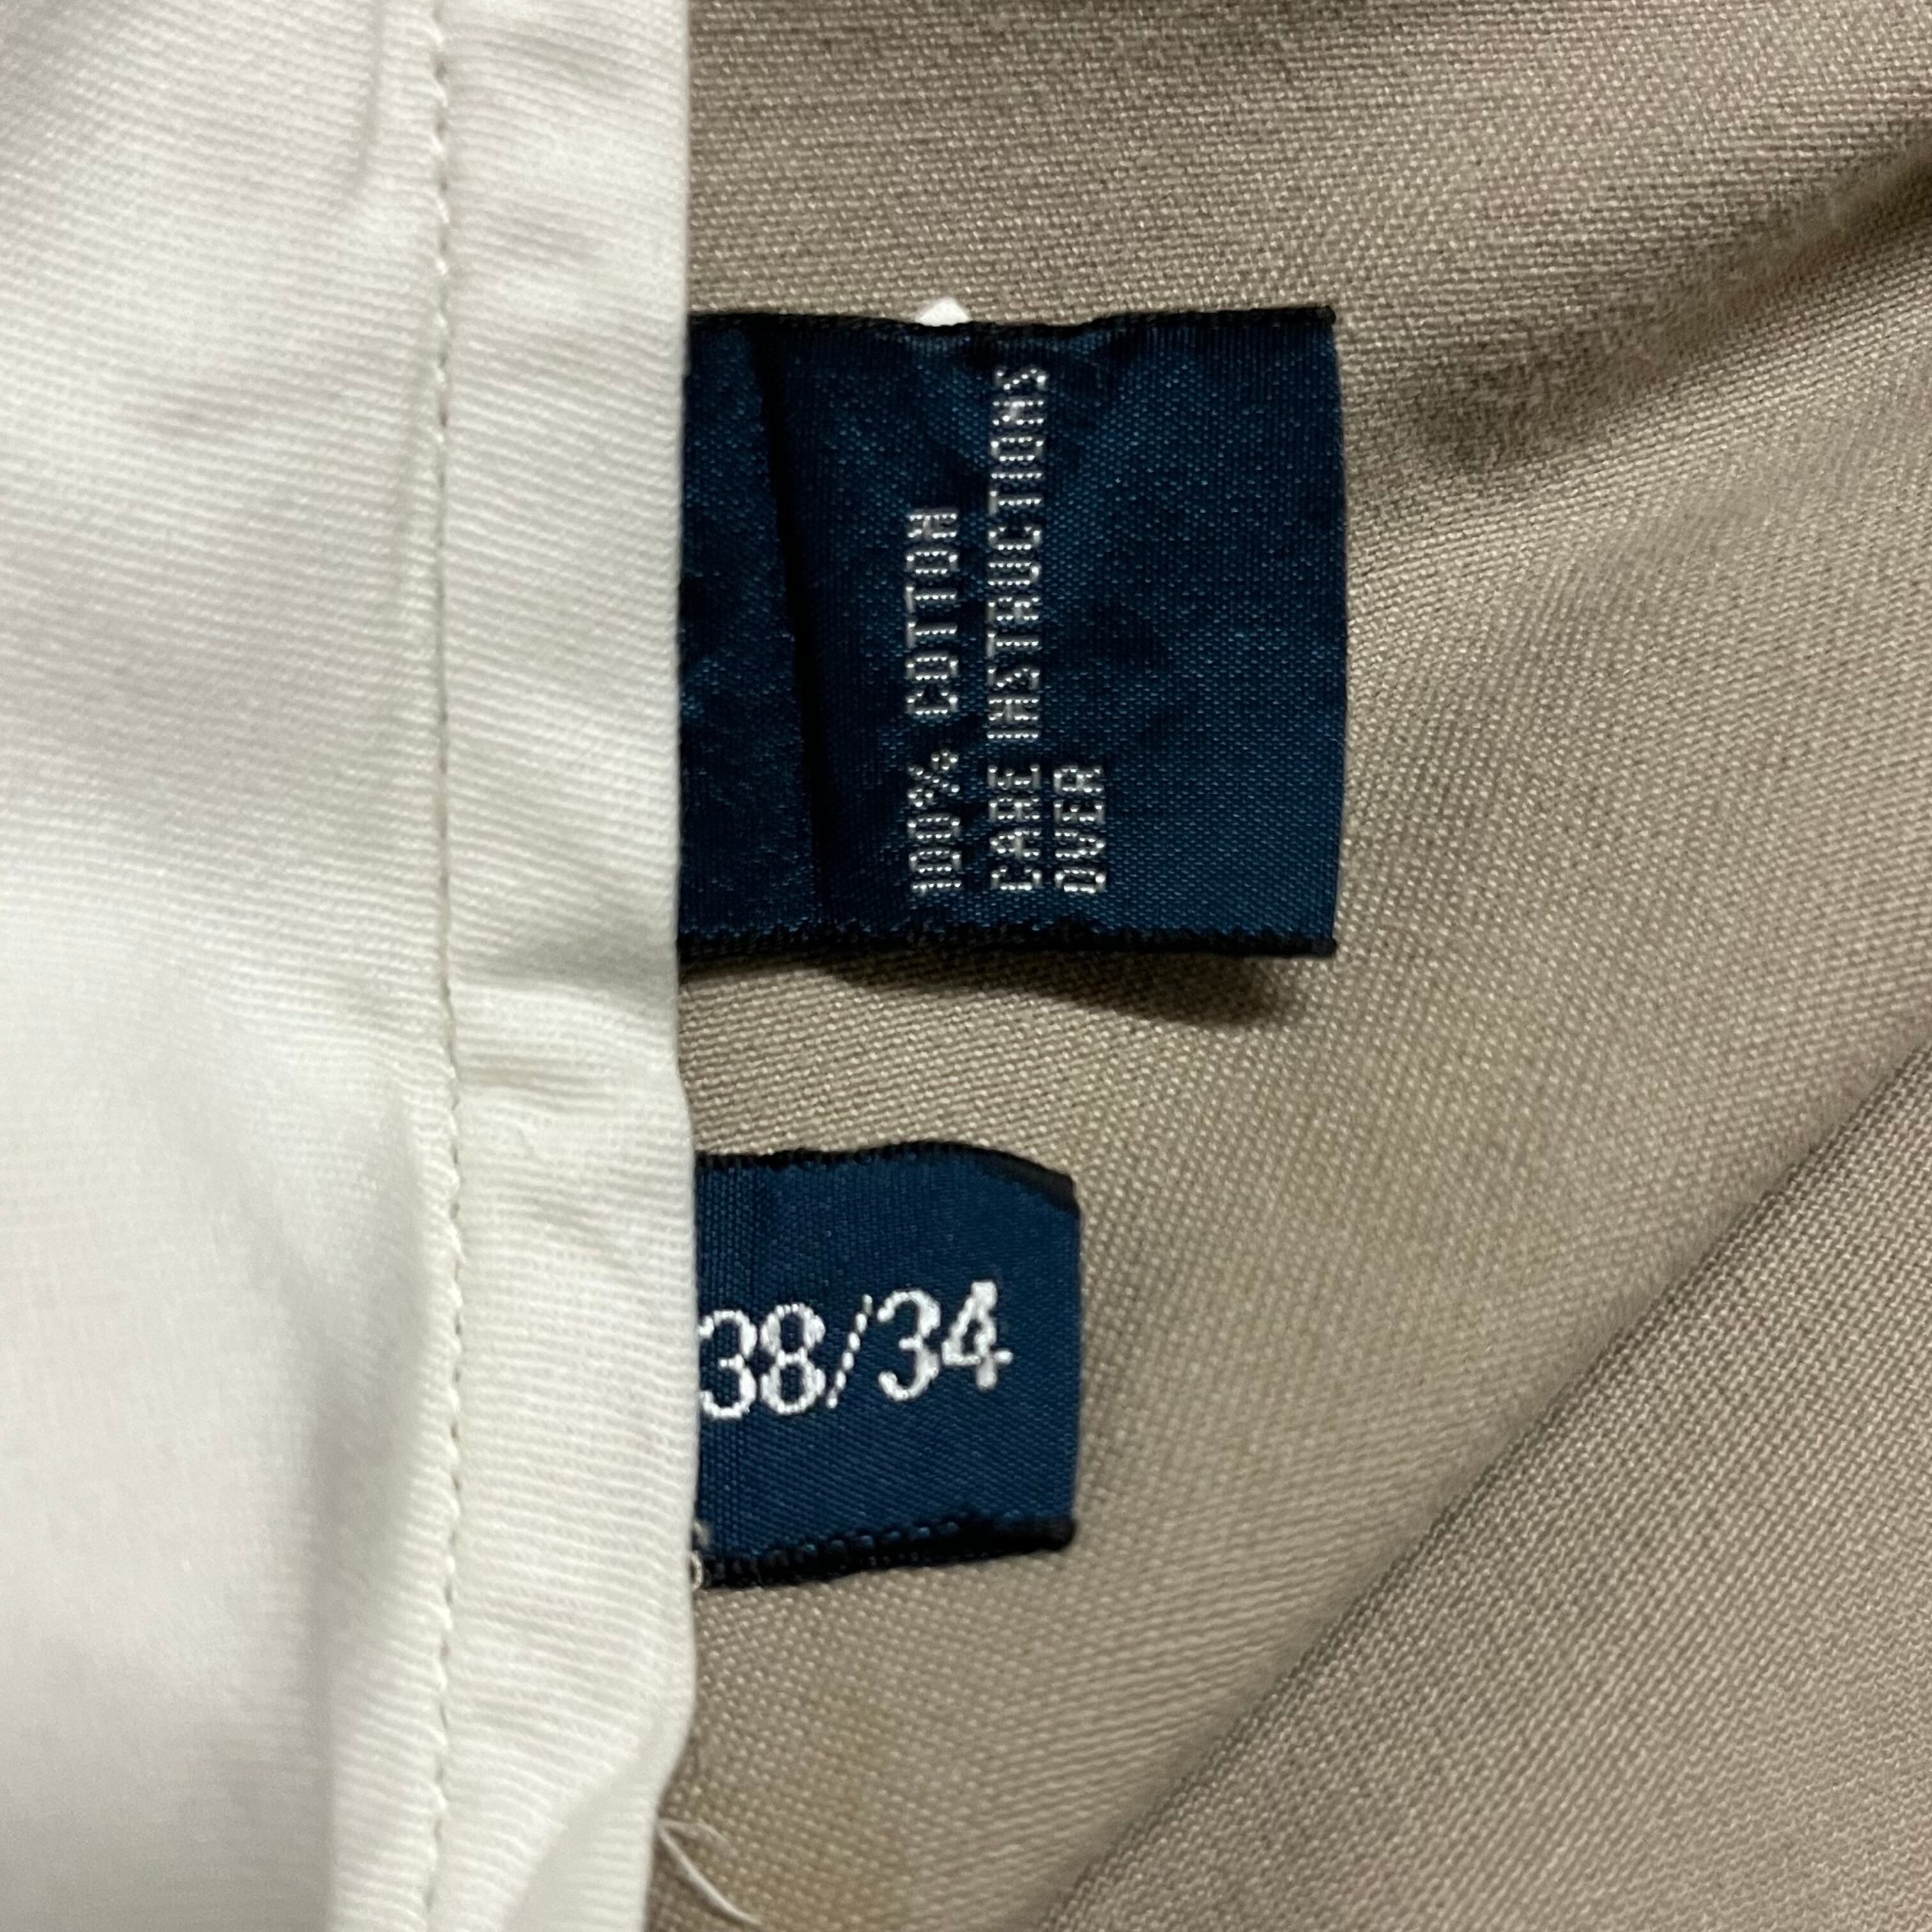 100% COTTON
CARE INSTRUCTIONS
OVER
38/34